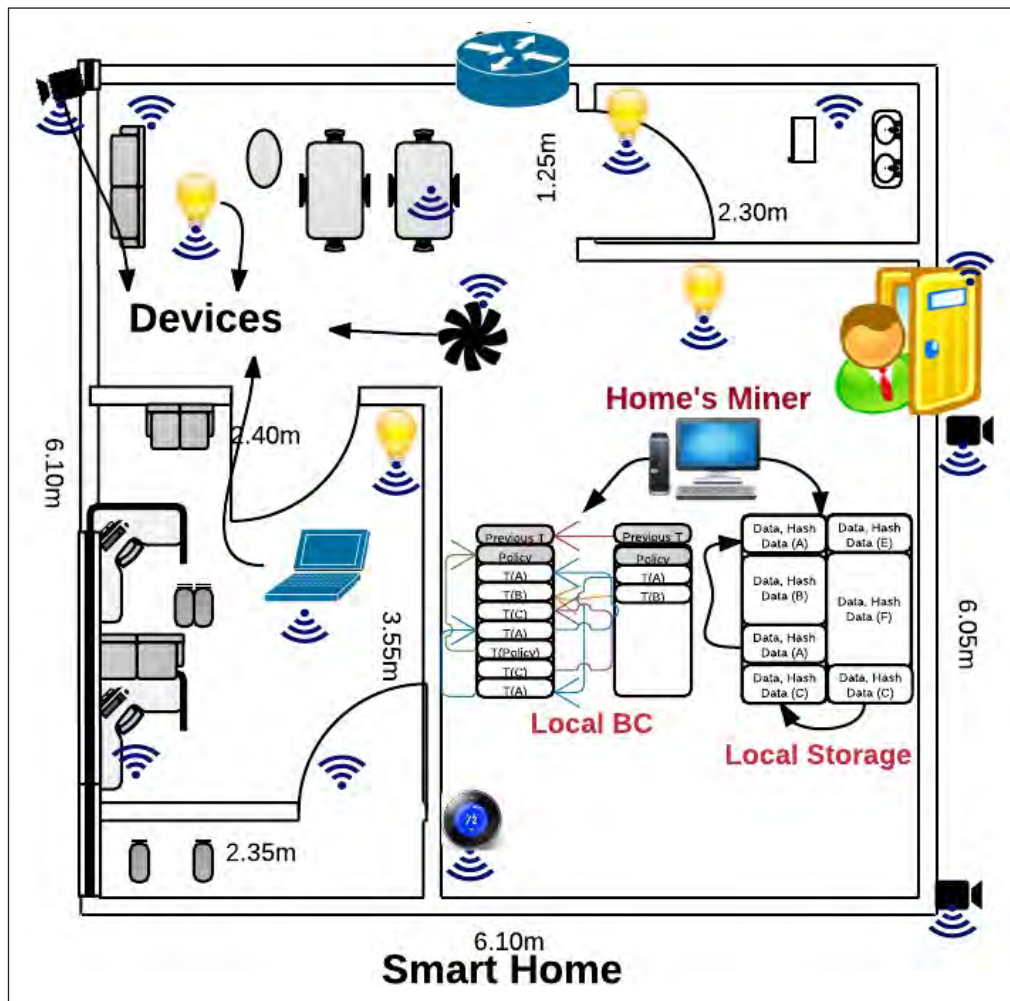 1.25m
2.30m
Devices
Home's Miner
2.40m
6.10m
3.55m
6.05m
Previous T
Policy
T(A)
T(B)
T(C)
T(A)
T(Policy)
T(C)
T(A)
Previous T
Policy
T(A)
T(B)
Data, Hash
Data (A)
Data, Hash
Data (B)
Data, Hash
Data (A)
Data, Hash
Data (C)
Data, Hash
Data (E)
Data, Hash
Data (F)
Data, Hash
Data (C)
Local BC
Local Storage
72
2.35m
6.10m
Smart Home